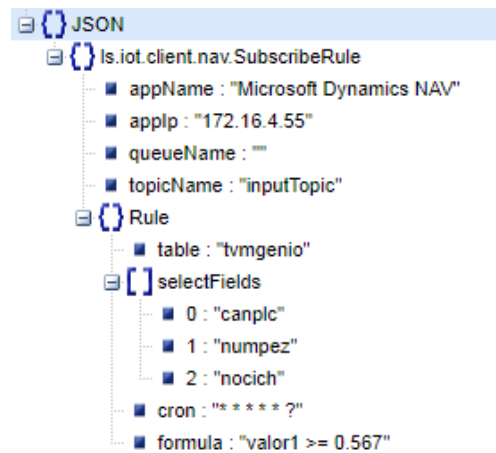 JSON
ls.iot.client.nav.SubscribeRule
appName : "Microsoft Dynamics NAV"
appIp : "172.16.4.55"
queueName : ""
topicName : "inputTopic"
Rule
table : "tvmgenio"
selectFields
0 : "canplc"
1 : "numpez"
2 : "nocich"
cron : "* * * * * ?"
formula : "valor1 >= 0.567"